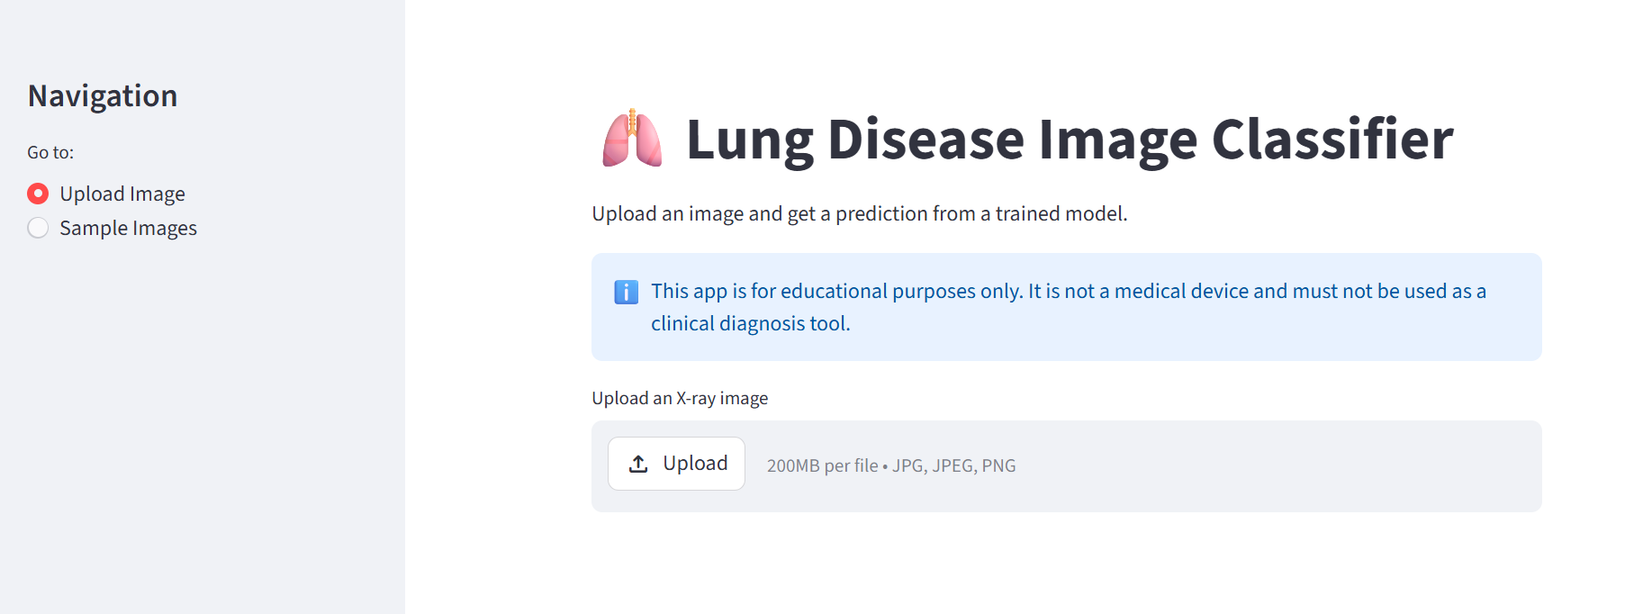 Navigation
Go to:
Upload Image
Sample Images
🫁 Lung Disease Image Classifier
Upload an image and get a prediction from a trained model.
ℹ️ This app is for educational purposes only. It is not a medical device and must not be used as a
clinical diagnosis tool.
Upload an X-ray image
Upload 200MB per file • JPG, JPEG, PNG